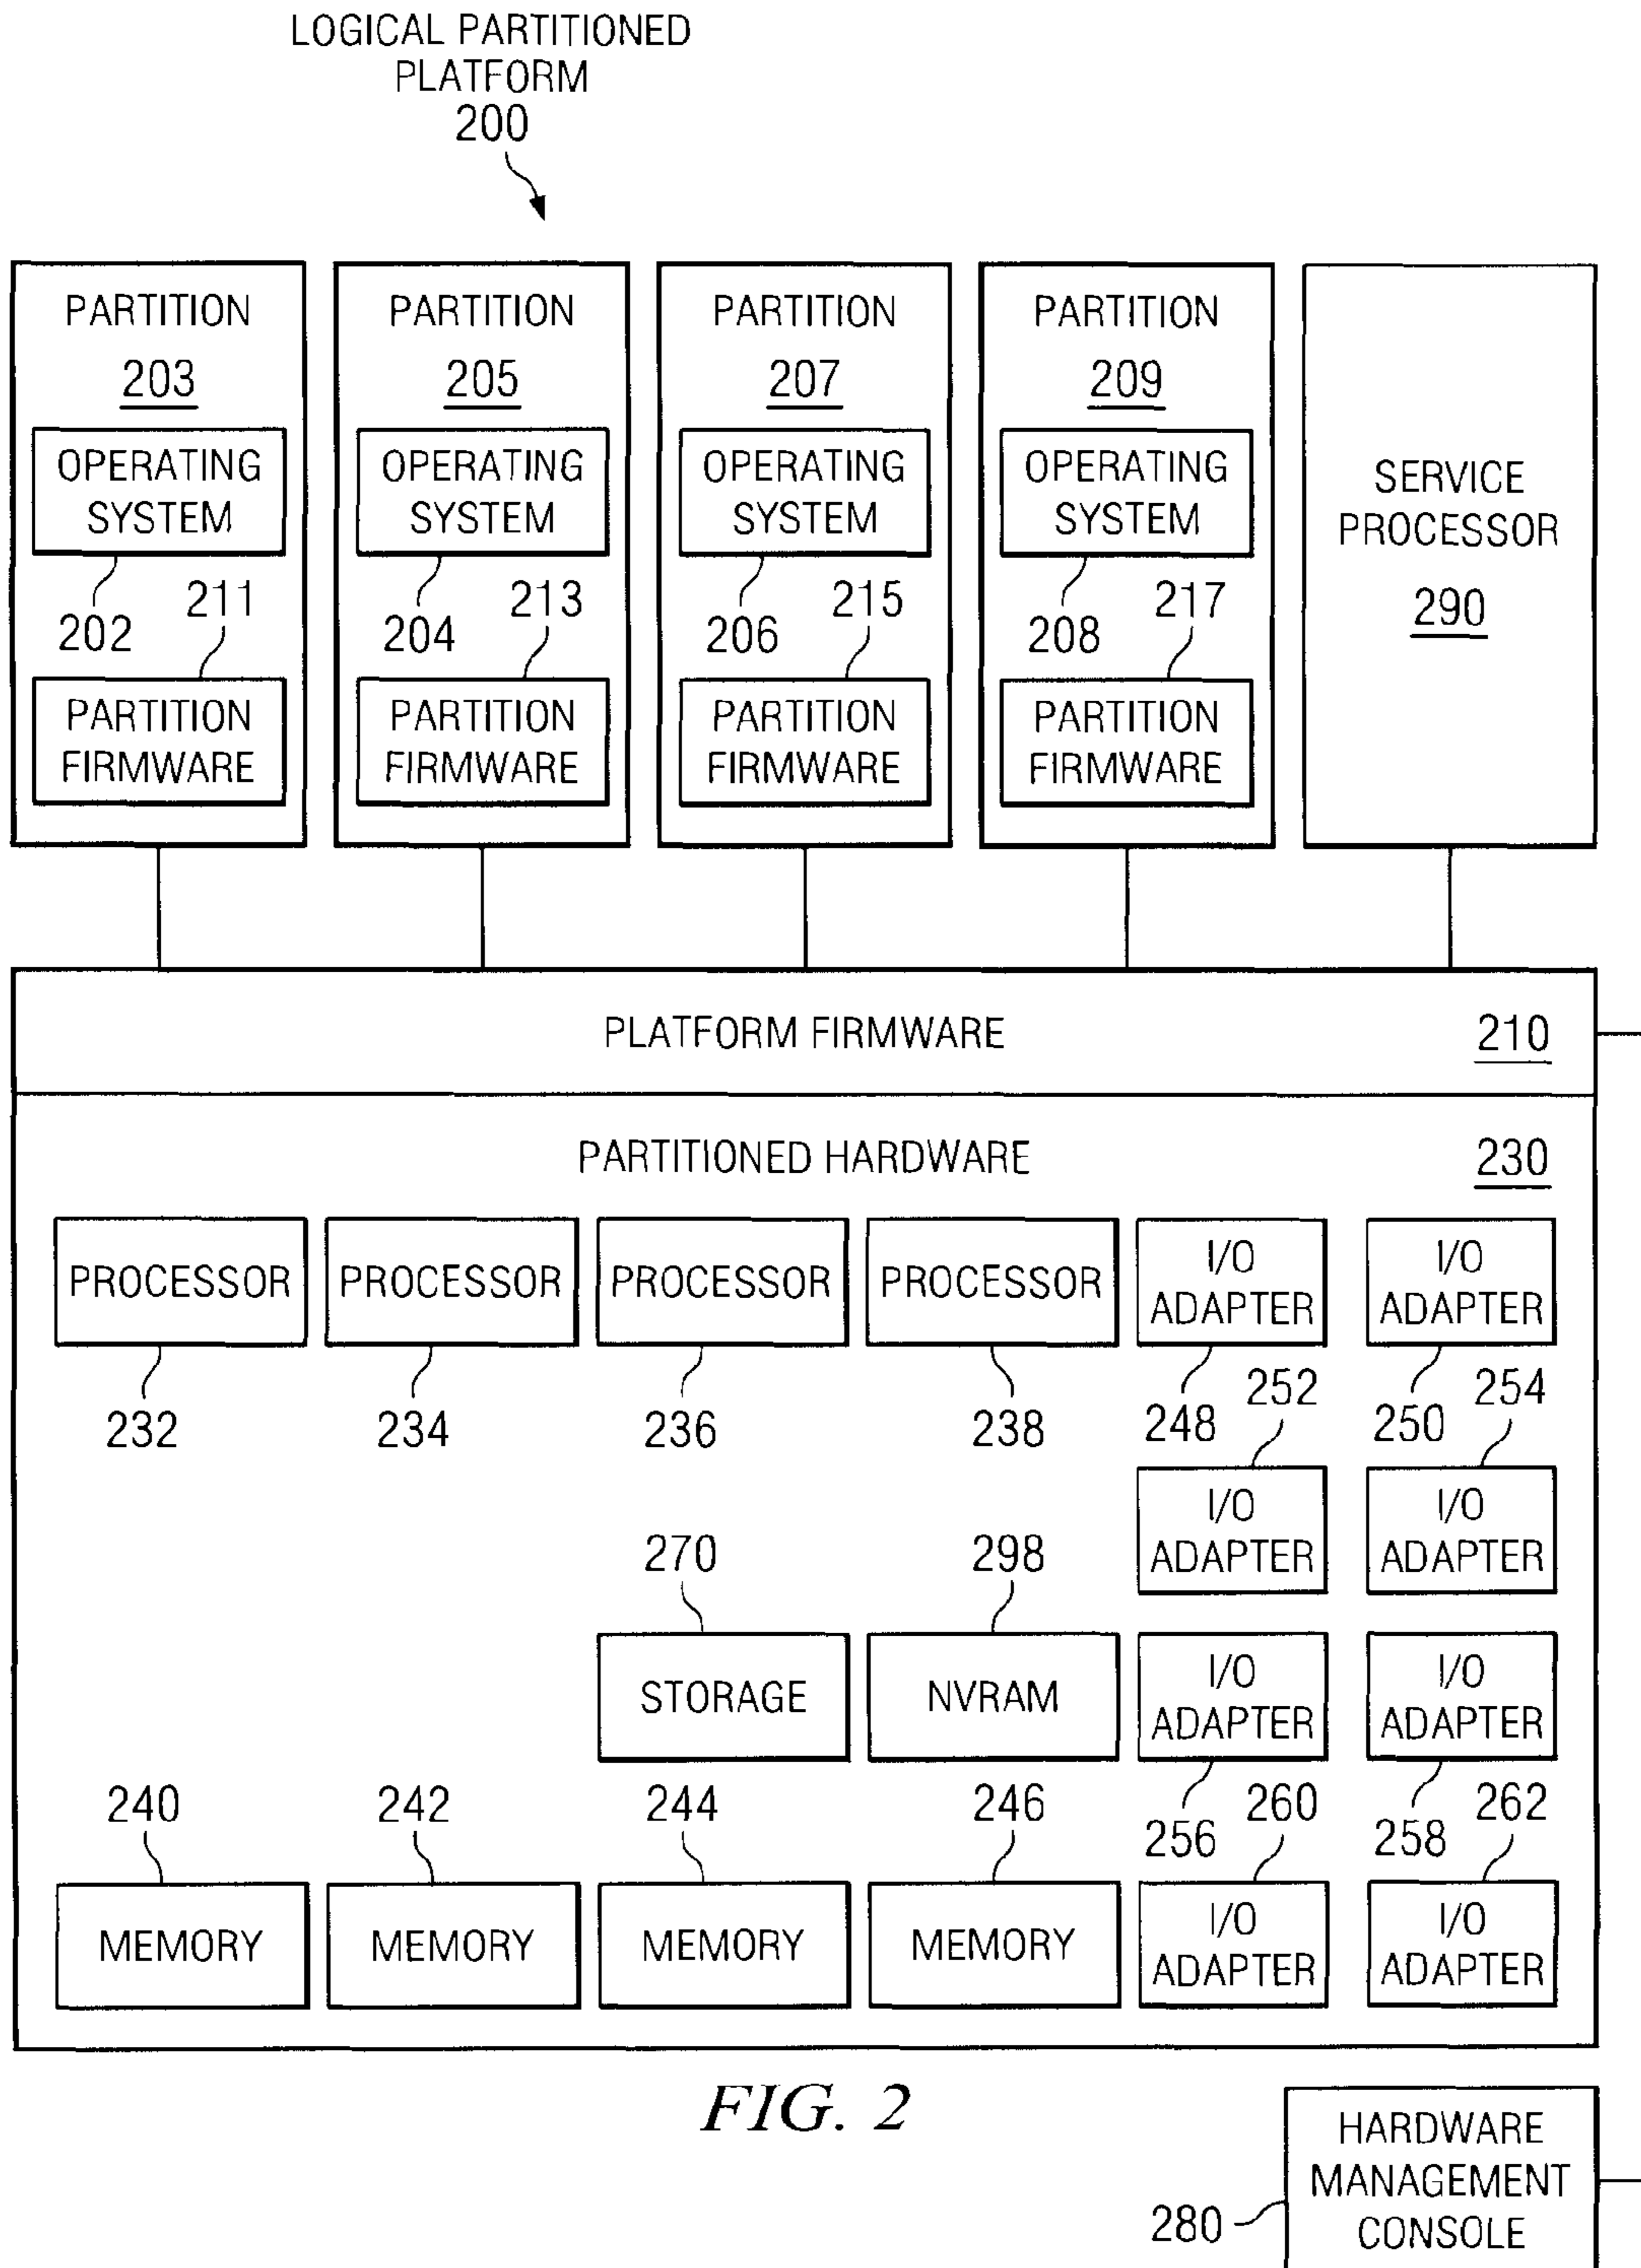 LOGICAL PARTITIONED
PLATFORM
200
PARTITION
203
OPERATING
SYSTEM
202
211
PARTITION
FIRMWARE
PARTITION
205
OPERATING
SYSTEM
204
213
PARTITION
FIRMWARE
PARTITION
207
OPERATING
SYSTEM
206
215
PARTITION
FIRMWARE
PARTITION
209
OPERATING
SYSTEM
208
217
PARTITION
FIRMWARE
SERVICE
PROCESSOR
290
PLATFORM FIRMWARE
210
PARTITIONED HARDWARE
230
PROCESSOR
232
PROCESSOR
234
PROCESSOR
236
PROCESSOR
238
I/O
ADAPTER
248
I/O
ADAPTER
250
252
I/O
ADAPTER
254
I/O
ADAPTER
270
STORAGE
298
NVRAM
I/O
ADAPTER
256
I/O
ADAPTER
258
240
MEMORY
242
MEMORY
244
MEMORY
246
MEMORY
260
I/O
ADAPTER
262
I/O
ADAPTER
FIG. 2
HARDWARE
MANAGEMENT
CONSOLE
280